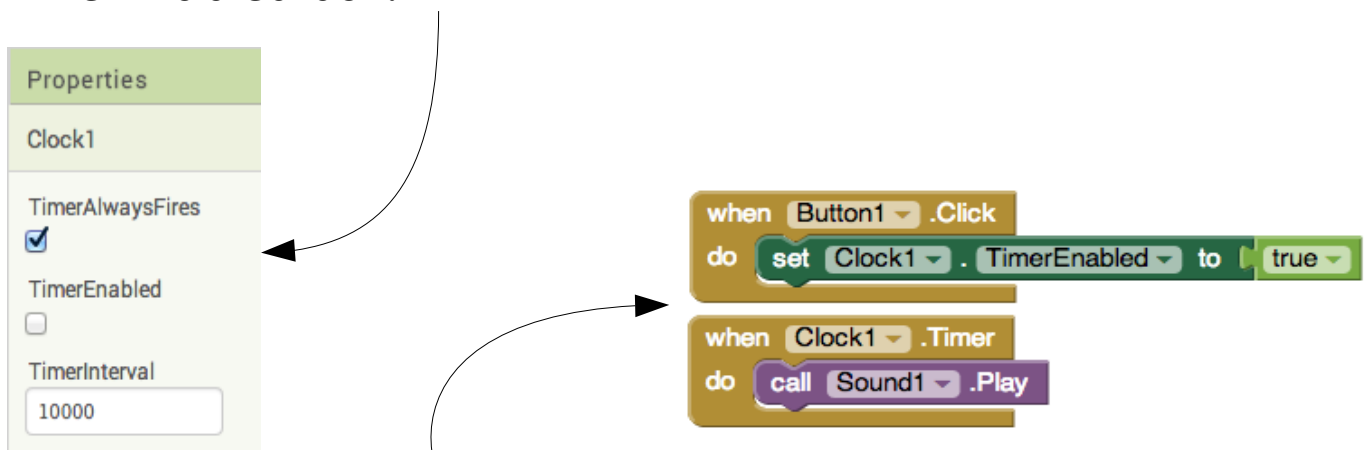 Properties
Clock1
TimerAlwaysFires
TimerEnabled
TimerInterval
10000
when Button1 .Click
do set Clock1 . TimerEnabled to true
when Clock1 .Timer
do call Sound1 .Play